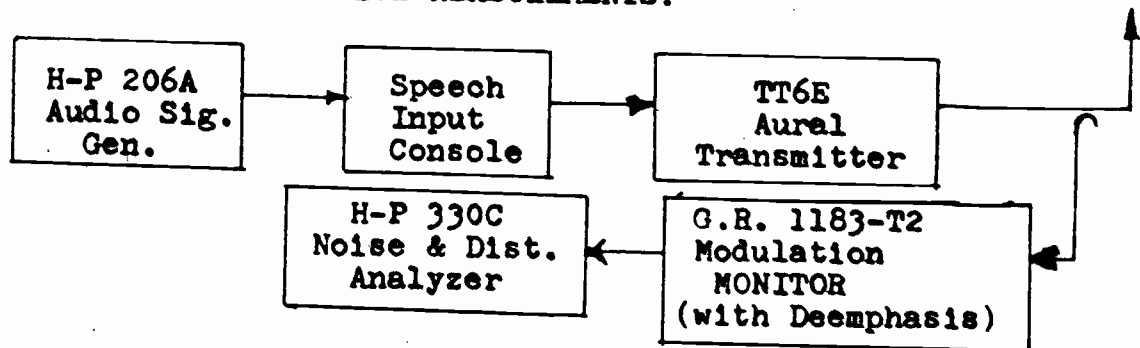 H-P 206A
Audio Sig.
Gen.
Speech
Input
Console
TT6E
Aural
Transmitter
H-P 330C
Noise & Dist.
Analyzer
G.R. 1183-T2
Modulation
MONITOR
(with Deemphasis)